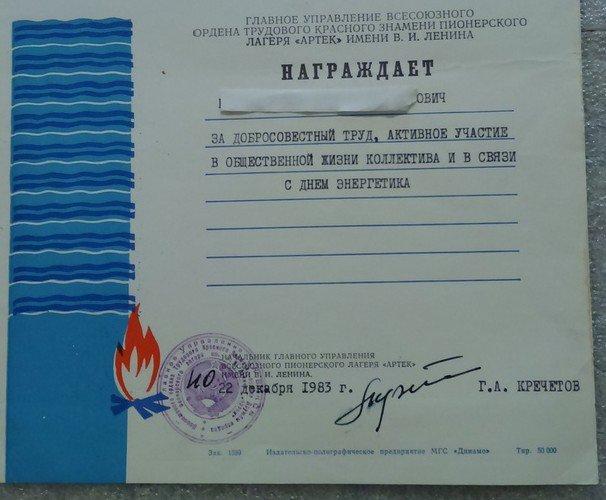 ГЛАВНОЕ УПРАВЛЕНИЕ ВСЕСОЮЗНОГО
ОРДЕНА ТРУДОВОГО КРАСНОГО ЗНАМЕНИ ПИОНЕРСКОГО
ЛАГЕРЯ «АРТЕК» ИМЕНИ В. И. ЛЕНИНА
НАГРАЖДАЕТ
ОВИЧ
ЗА ДОБРОСОВЕСТНЫЙ ТРУД, АКТИВНОЕ УЧАСТИЕ
В ОБЩЕСТВЕННОЙ ЖИЗНИ КОЛЛЕКТИВА И В СВЯЗИ
С ДНЕМ ЭНЕРГЕТИКА
НАЧАЛЬНИК ГЛАВНОГО УПРАВЛЕНИЯ
ВСЕСОЮЗНОГО ПИОНЕРСКОГО ЛАГЕРЯ «АРТЕК»
ИМЕНИ В. И. ЛЕНИНА.
ИО.
22 декабря 1983 г. Г.А. КРЕЧЕТОВ
Зак. 1889 Издательско-полиграфическое предприятие МГС «Динамо» Тир. 50 000